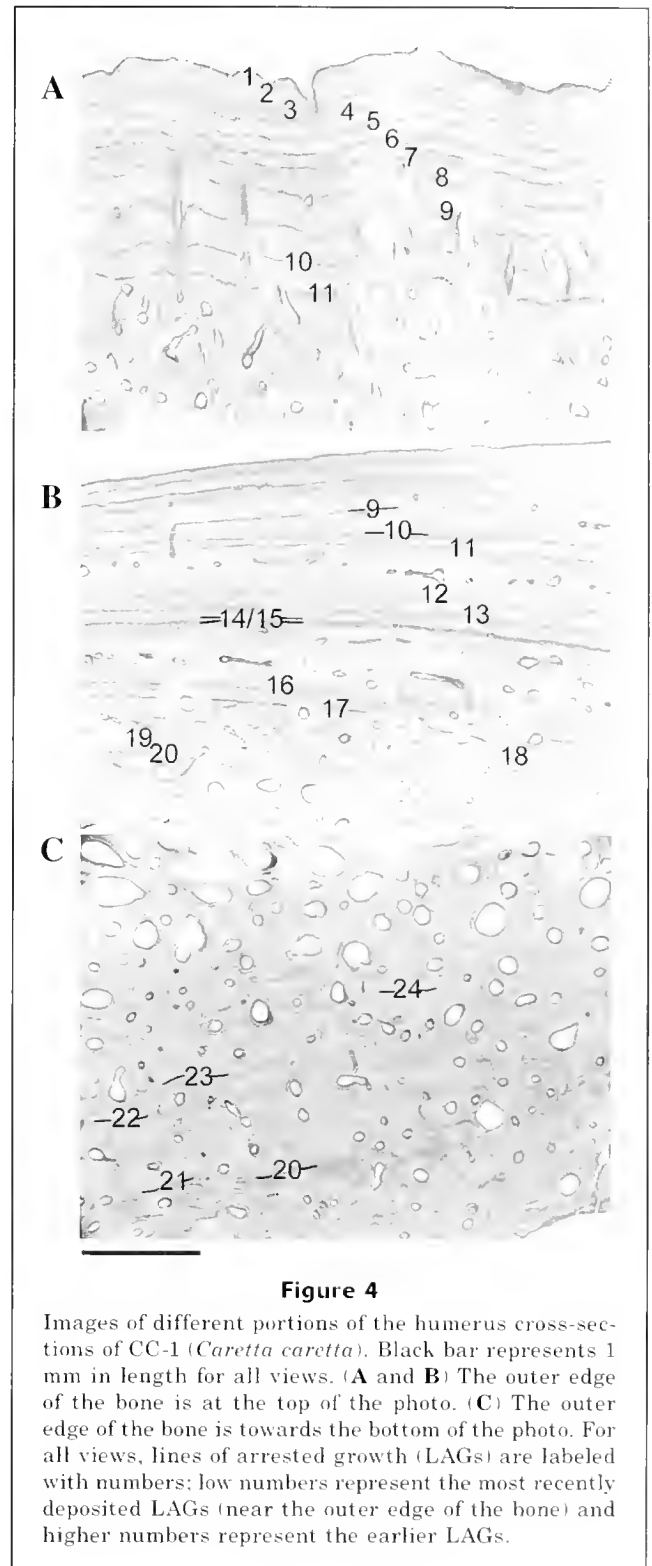 A
1
2
3
4
5
6
7
8
9
10
11
B
9
10
11
12
13
14/15
16
17
18
19
20
C
24
23
22
21
20
Figure 4
Images of different portions of the humerus cross-sec-
tions of CC-1 (Caretta caretta). Black bar represents 1
mm in length for all views. (A and B) The outer edge
of the bone is at the top of the photo. (C) The outer
edge of the bone is towards the bottom of the photo. For
all views, lines of arrested growth (LAGs) are labeled
with numbers; low numbers represent the most recently
deposited LAGs (near the outer edge of the bone) and
higher numbers represent the earlier LAGs.